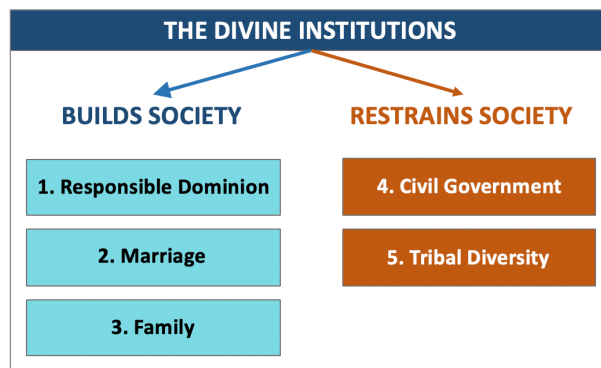 THE DIVINE INSTITUTIONS
BUILDS SOCIETY
1. Responsible Dominion
2. Marriage
3. Family
RESTRAINS SOCIETY
4. Civil Government
5. Tribal Diversity